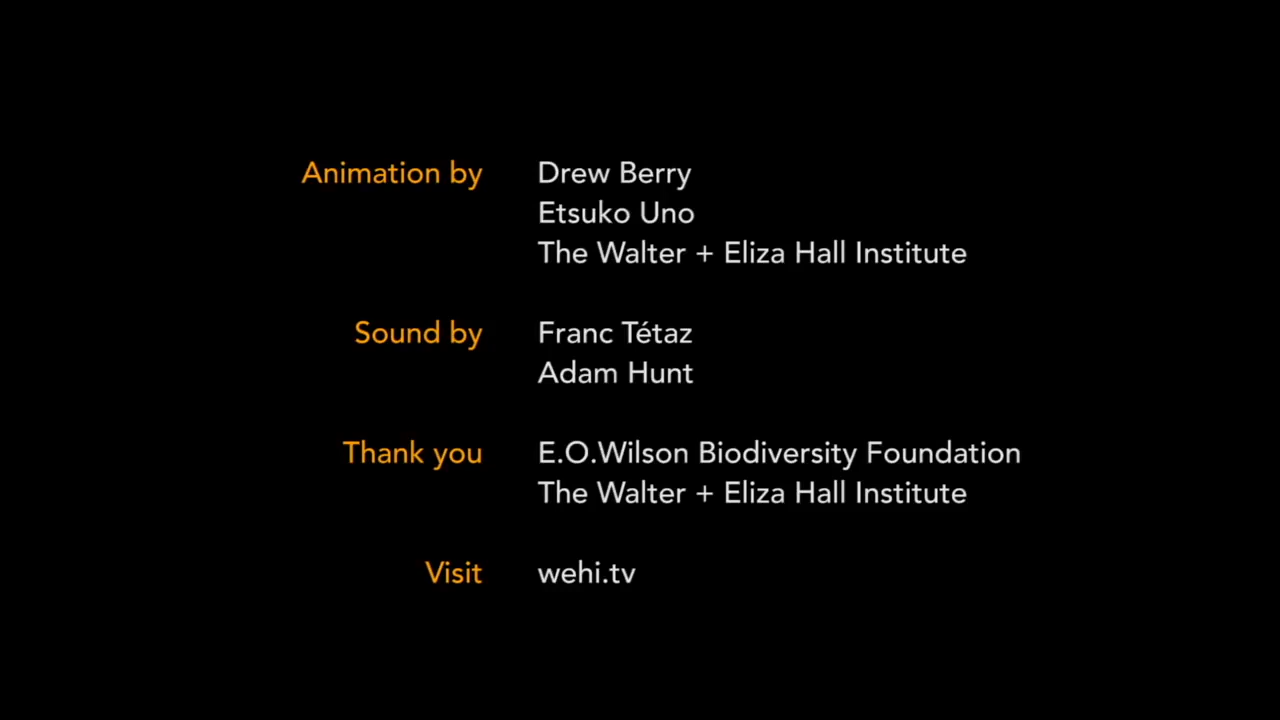 Animation by Drew Berry
Etsuko Uno
The Walter + Eliza Hall Institute
Sound by Franc Tétaz
Adam Hunt
Thank you E.O.Wilson Biodiversity Foundation
The Walter + Eliza Hall Institute
Visit wehi.tv